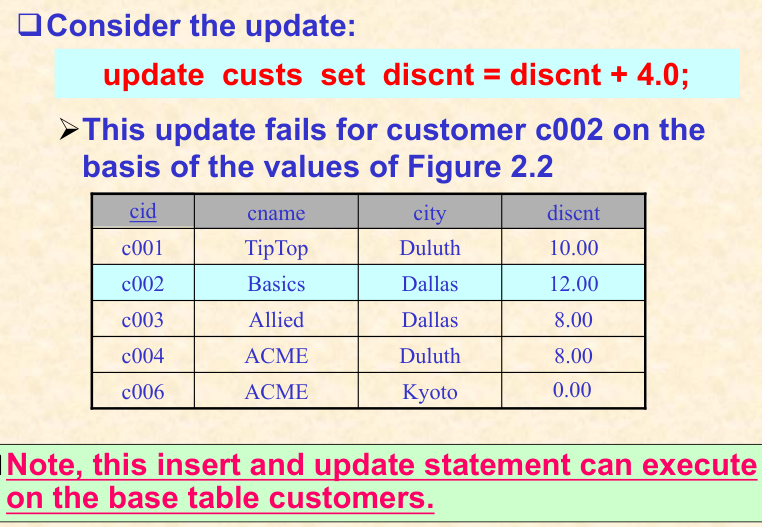 Consider the update:
update custs set discnt = discnt + 4.0;
This update fails for customer c002 on the
basis of the values of Figure 2.2
cid cname city discnt
c001 TipTop Duluth 10.00
c002 Basics Dallas 12.00
c003 Allied Dallas 8.00
c004 ACME Duluth 8.00
c006 ACME Kyoto 0.00
Note, this insert and update statement can execute
on the base table customers.